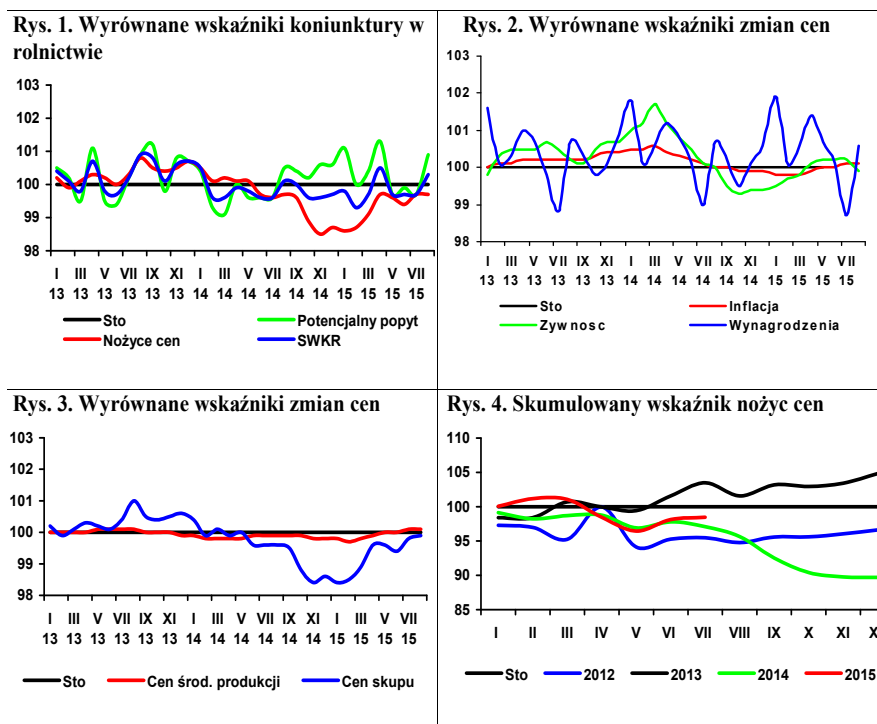 Rys. 1. Wyrównane wskaźniki koniunktury w
rolnictwie
103
102
101
100
99
98
I III V VII IX XI I III V VII IX XI I III V VII
13 13 13 13 13 13 14 14 14 14 14 14 15 15 15 15
Sto Potencjalny popyt
Nożyce cen SWKR
Rys. 2. Wyrównane wskaźniki zmian cen
103
102
101
100
99
98
I III V VII IX XI I III V VII IX XI I III V VII
13 13 13 13 13 13 14 14 14 14 14 14 15 15 15 15
Sto Inflacja
Zywnosc Wynagrodzenia
Rys. 3. Wyrównane wskaźniki zmian cen
103
102
101
100
99
98
I III V VII IX XI I III V VII IX XI I III V VII
13 13 13 13 13 13 14 14 14 14 14 14 15 15 15 15
Sto Cen środ. produkcji Cen skupu
Rys. 4. Skumulowany wskaźnik nożyc cen
110
105
100
95
90
85
I II III IV V VI VII VIII IX X XI
Sto 2012 2013 2014 2015